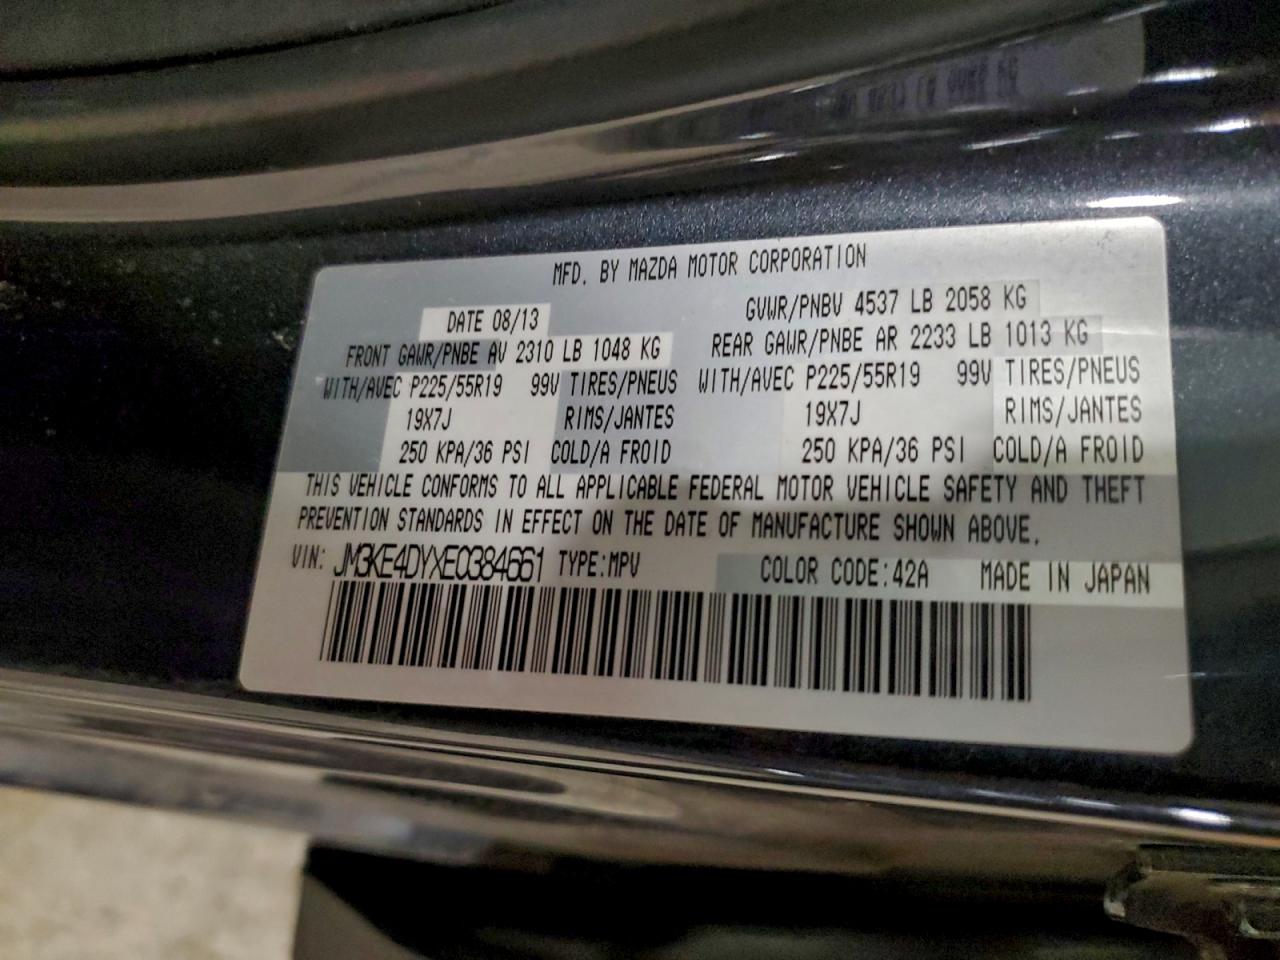 MFD. BY MAZDA MOTOR CORPORATION
DATE 08/13 GVWR/PNBV 4537 LB 2058 KG
FRONT GAWR/PNBE AV 2310 LB 1048 KG REAR GAWR/PNBE AR 2233 LB 1013 KG
WITH/AVEC P225/55R19 99V TIRES/PNEUS WITH/AVEC P225/55R19 99V TIRES/PNEUS
19X7J RIMS/JANTES 19X7J RIMS/JANTES
250 KPA/36 PSI COLD/A FROID 250 KPA/36 PSI COLD/A FROID
THIS VEHICLE CONFORMS TO ALL APPLICABLE FEDERAL MOTOR VEHICLE SAFETY AND THEFT
PREVENTION STANDARDS IN EFFECT ON THE DATE OF MANUFACTURE SHOWN ABOVE.
VIN: JM3KE4DYXE0384661 TYPE:MPV COLOR CODE:42A MADE IN JAPAN